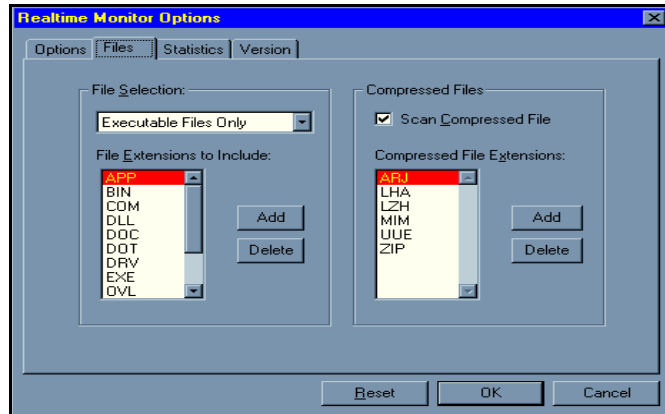 Realtime Monitor Options
Options Files Statistics Version
File Selection:
Executable Files Only
File Extensions to Include:
APP
BIN
COM
DLL
DOC
DOT
DRV
EXE
OVL
Add
Delete
Compressed Files
Scan Compressed File
Compressed File Extensions:
ARJ
LHA
LZH
MIM
UUE
ZIP
Add
Delete
Reset OK Cancel